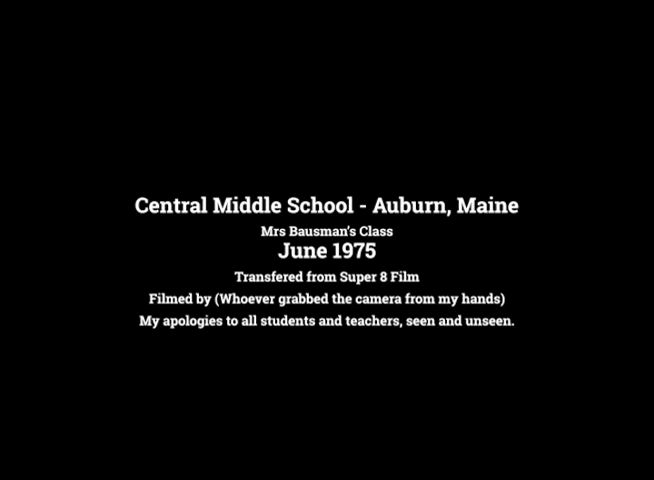 Central Middle School - Auburn, Maine
Mrs Bausman's Class
June 1975
Transfered from Super 8 Film
Filmed by (Whoever grabbed the camera from my hands)
My apologies to all students and teachers, seen and unseen.